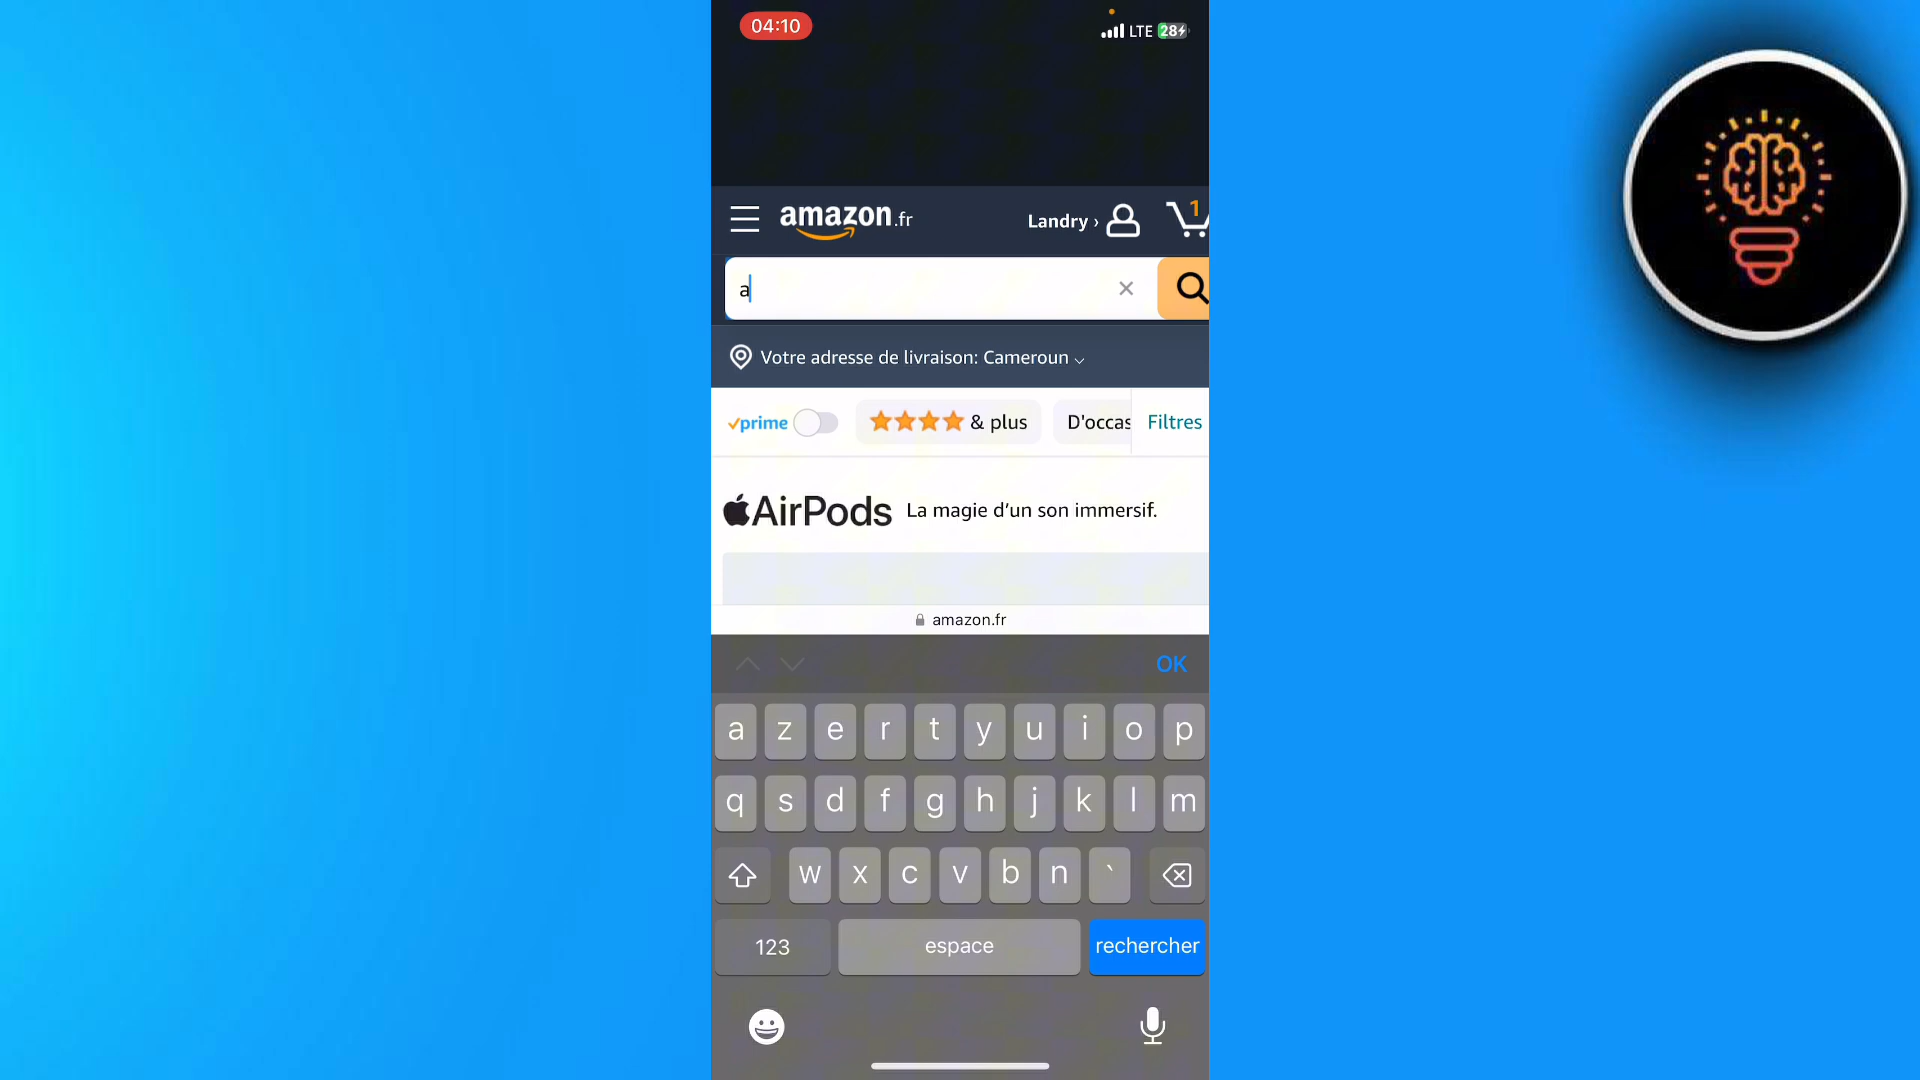 04:10
LTE 28
amazon.fr
Landry ›
1
a
Votre adresse de livraison: Cameroun
prime
& plus
D'occas
Filtres
AirPods
La magie d’un son immersif.
amazon.fr
OK
a z e r t y u i o p
q s d f g h j k l m
w x c v b n `
123
espace
rechercher